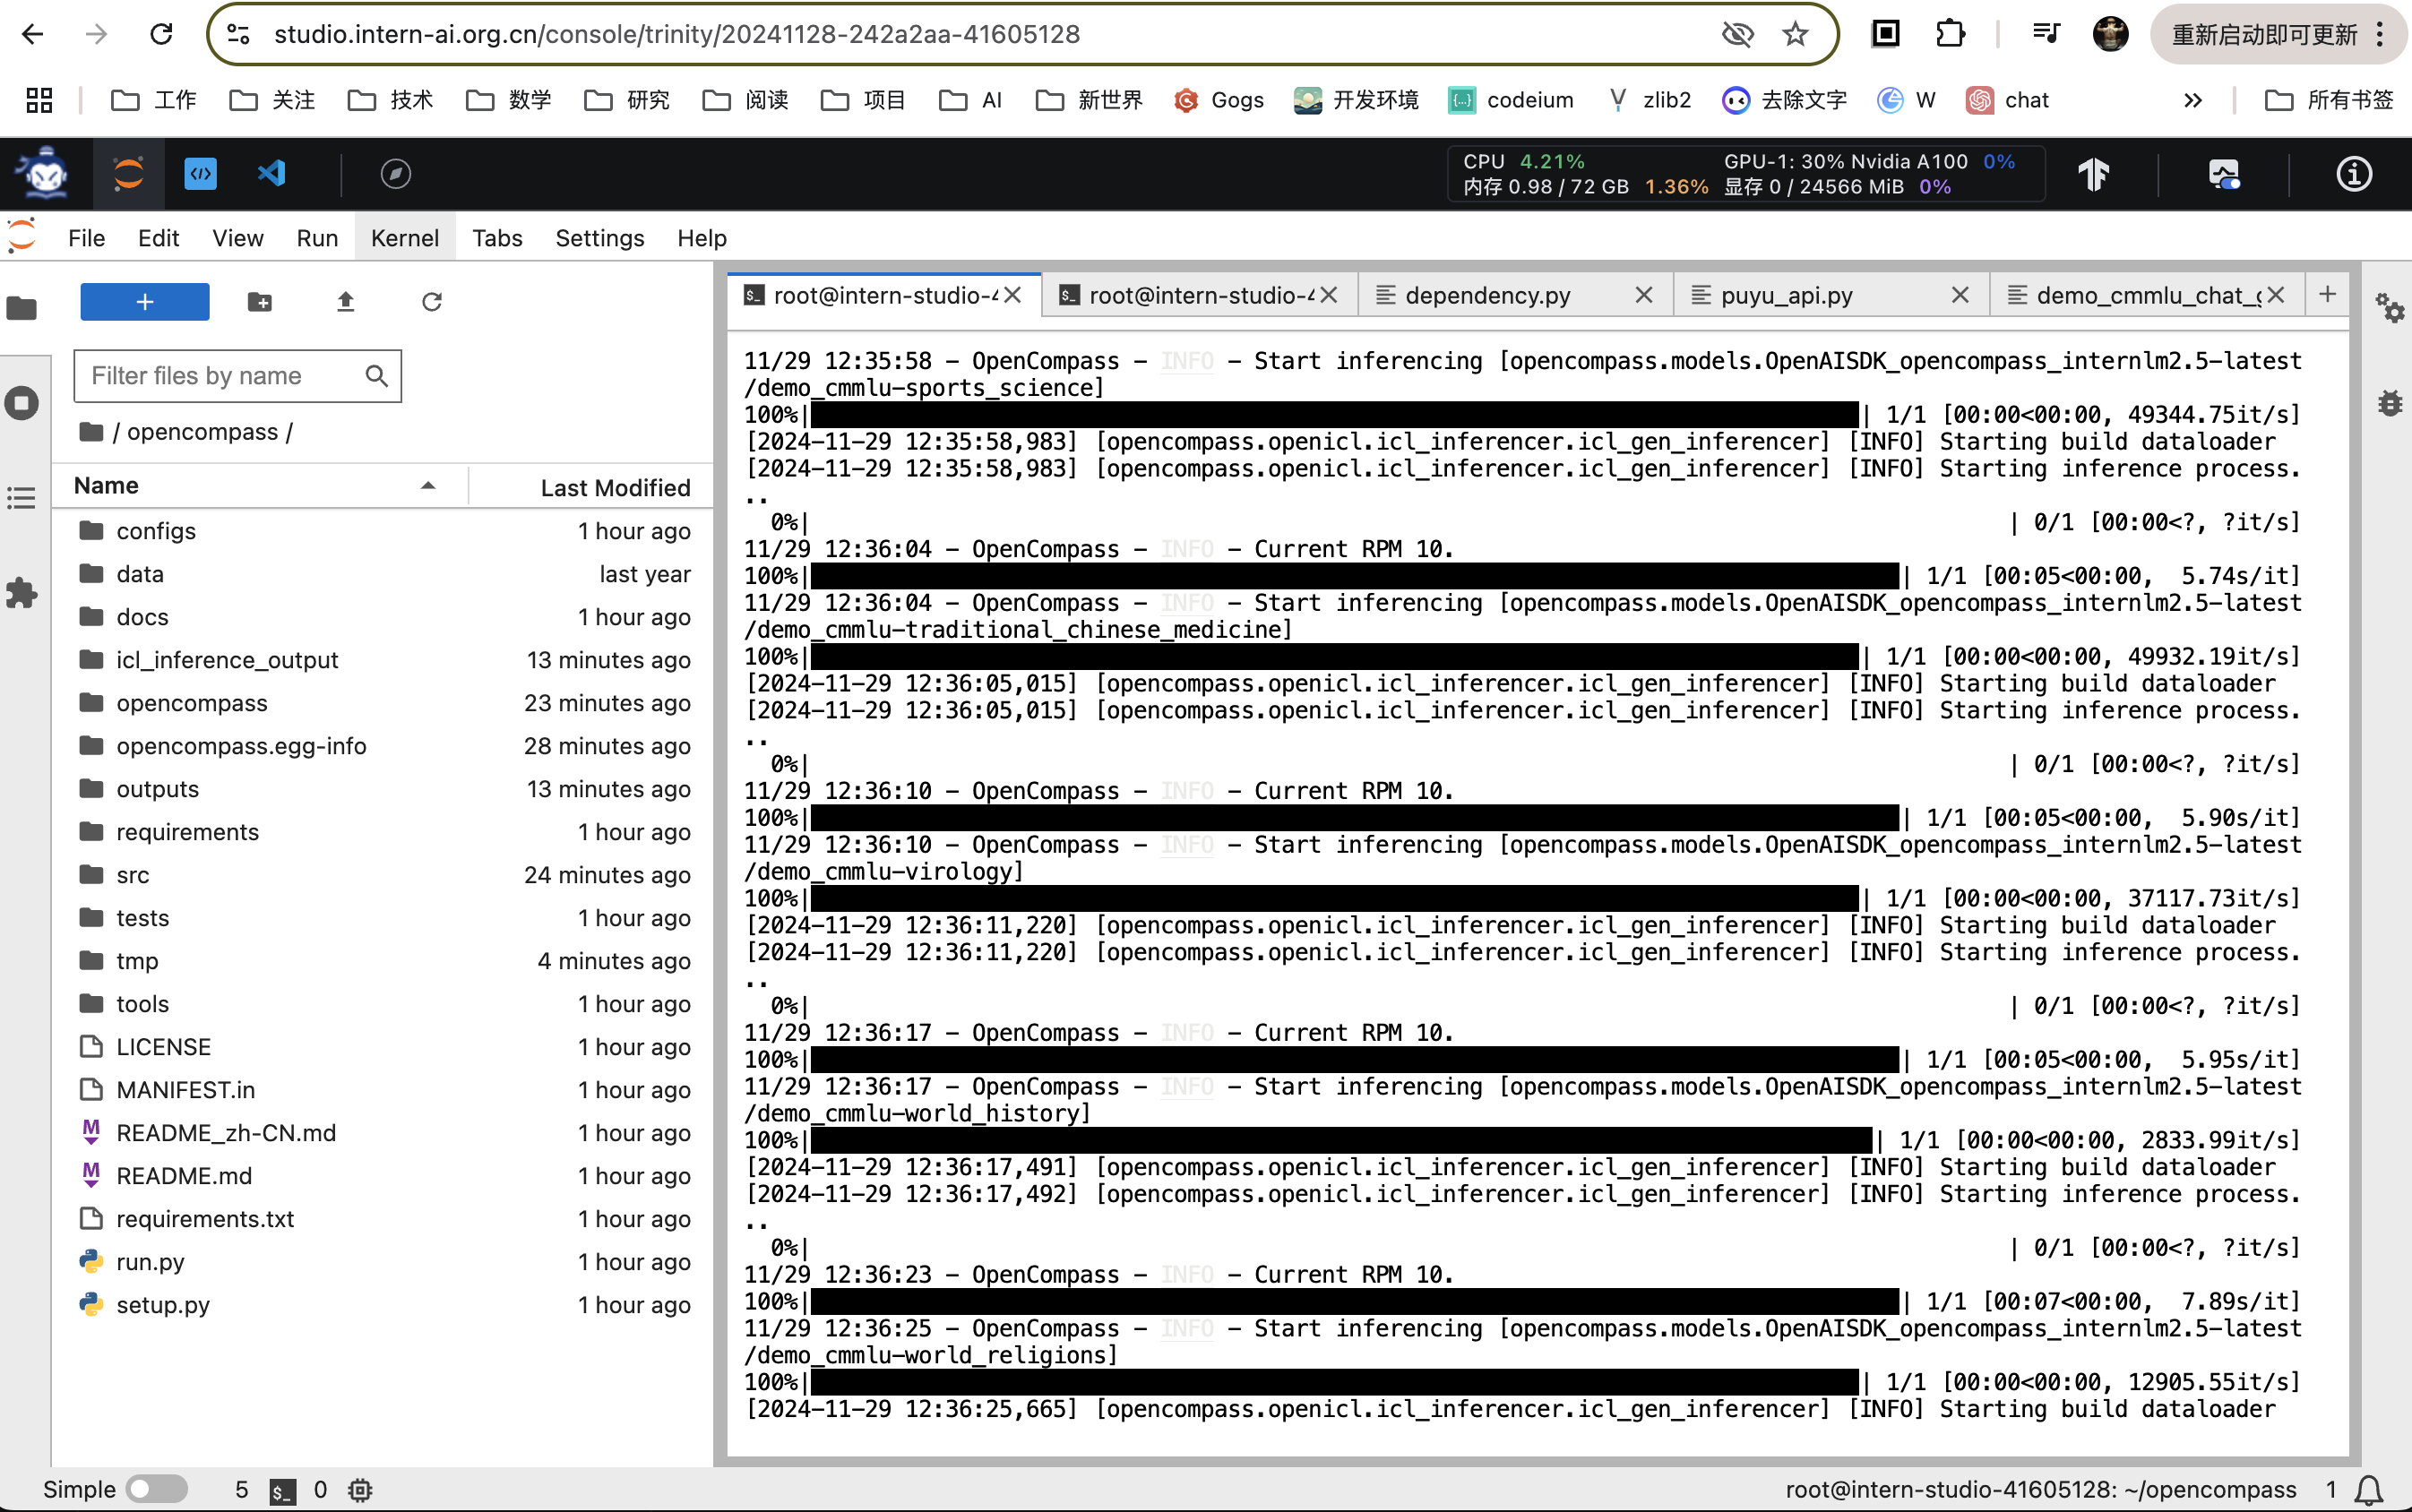 studio.intern-ai.org.cn/console/trinity/20241128-242a2aa-41605128
重新启动即可更新
工作 关注 技术 数学 研究 阅读 项目 AI 新世界 Gogs 开发环境 codeium zlib2 去除文字 W chat 所有书签
CPU 4.21% GPU-1: 30% Nvidia A100 0%
内存 0.98 / 72 GB 1.36% 显存 0 / 24566 MiB 0%
File Edit View Run Kernel Tabs Settings Help
Filter files by name
/ opencompass /
Name Last Modified
configs 1 hour ago
data last year
docs 1 hour ago
icl_inference_output 13 minutes ago
opencompass 23 minutes ago
opencompass.egg-info 28 minutes ago
outputs 13 minutes ago
requirements 1 hour ago
src 24 minutes ago
tests 1 hour ago
tmp 4 minutes ago
tools 1 hour ago
LICENSE 1 hour ago
MANIFEST.in 1 hour ago
README_zh-CN.md 1 hour ago
README.md 1 hour ago
requirements.txt 1 hour ago
run.py 1 hour ago
setup.py 1 hour ago
root@intern-studio-4 root@intern-studio-4 dependency.py puyu_api.py demo_cmmlu_chat_g
11/29 12:35:58 - OpenCompass - INFO - Start inferencing [opencompass.models.OpenAISDK_opencompass_internlm2.5-latest
/demo_cmmlu-sports_science]
100%| | 1/1 [00:00<00:00, 49344.75it/s]
[2024-11-29 12:35:58,983] [opencompass.openicl.icl_inferencer.icl_gen_inferencer] [INFO] Starting build dataloader
[2024-11-29 12:35:58,983] [opencompass.openicl.icl_inferencer.icl_gen_inferencer] [INFO] Starting inference process.
..
0%| | 0/1 [00:00<?, ?it/s]
11/29 12:36:04 - OpenCompass - INFO - Current RPM 10.
100%| | 1/1 [00:05<00:00, 5.74s/it]
11/29 12:36:04 - OpenCompass - INFO - Start inferencing [opencompass.models.OpenAISDK_opencompass_internlm2.5-latest
/demo_cmmlu-traditional_chinese_medicine]
100%| | 1/1 [00:00<00:00, 49932.19it/s]
[2024-11-29 12:36:05,015] [opencompass.openicl.icl_inferencer.icl_gen_inferencer] [INFO] Starting build dataloader
[2024-11-29 12:36:05,015] [opencompass.openicl.icl_inferencer.icl_gen_inferencer] [INFO] Starting inference process.
..
0%| | 0/1 [00:00<?, ?it/s]
11/29 12:36:10 - OpenCompass - INFO - Current RPM 10.
100%| | 1/1 [00:05<00:00, 5.90s/it]
11/29 12:36:10 - OpenCompass - INFO - Start inferencing [opencompass.models.OpenAISDK_opencompass_internlm2.5-latest
/demo_cmmlu-virology]
100%| | 1/1 [00:00<00:00, 37117.73it/s]
[2024-11-29 12:36:11,220] [opencompass.openicl.icl_inferencer.icl_gen_inferencer] [INFO] Starting build dataloader
[2024-11-29 12:36:11,220] [opencompass.openicl.icl_inferencer.icl_gen_inferencer] [INFO] Starting inference process.
..
0%| | 0/1 [00:00<?, ?it/s]
11/29 12:36:17 - OpenCompass - INFO - Current RPM 10.
100%| | 1/1 [00:05<00:00, 5.95s/it]
11/29 12:36:17 - OpenCompass - INFO - Start inferencing [opencompass.models.OpenAISDK_opencompass_internlm2.5-latest
/demo_cmmlu-world_history]
100%| | 1/1 [00:00<00:00, 2833.99it/s]
[2024-11-29 12:36:17,491] [opencompass.openicl.icl_inferencer.icl_gen_inferencer] [INFO] Starting build dataloader
[2024-11-29 12:36:17,492] [opencompass.openicl.icl_inferencer.icl_gen_inferencer] [INFO] Starting inference process.
..
0%| | 0/1 [00:00<?, ?it/s]
11/29 12:36:23 - OpenCompass - INFO - Current RPM 10.
100%| | 1/1 [00:07<00:00, 7.89s/it]
11/29 12:36:25 - OpenCompass - INFO - Start inferencing [opencompass.models.OpenAISDK_opencompass_internlm2.5-latest
/demo_cmmlu-world_religions]
100%| | 1/1 [00:00<00:00, 12905.55it/s]
[2024-11-29 12:36:25,665] [opencompass.openicl.icl_inferencer.icl_gen_inferencer] [INFO] Starting build dataloader
Simple 5 0 root@intern-studio-41605128: ~/opencompass 1